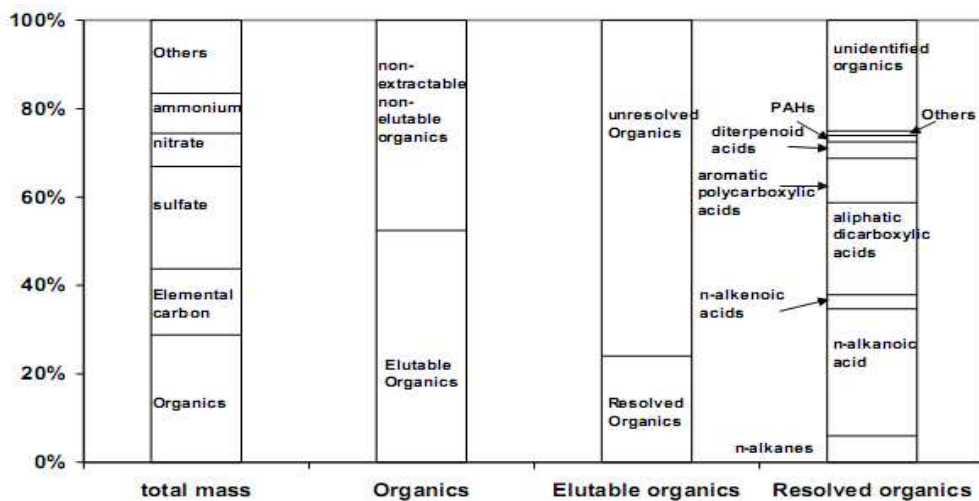 100%
80%
60%
40%
20%
0%
Others
ammonium
nitrate
sulfate
Elemental
carbon
Organics
total mass
non-
extractable
non-
elutable
organics
Elutable
Organics
Organics
unresolved
Organics
Resolved
Organics
Elutable organics
unidentified
organics
PAHs
Others
diterpenoid
acids
aromatic
polycarboxylic
acids
aliphatic
dicarboxylic
acids
n-alkenoic
acids
n-alkanoic
acid
n-alkanes
Resolved organics